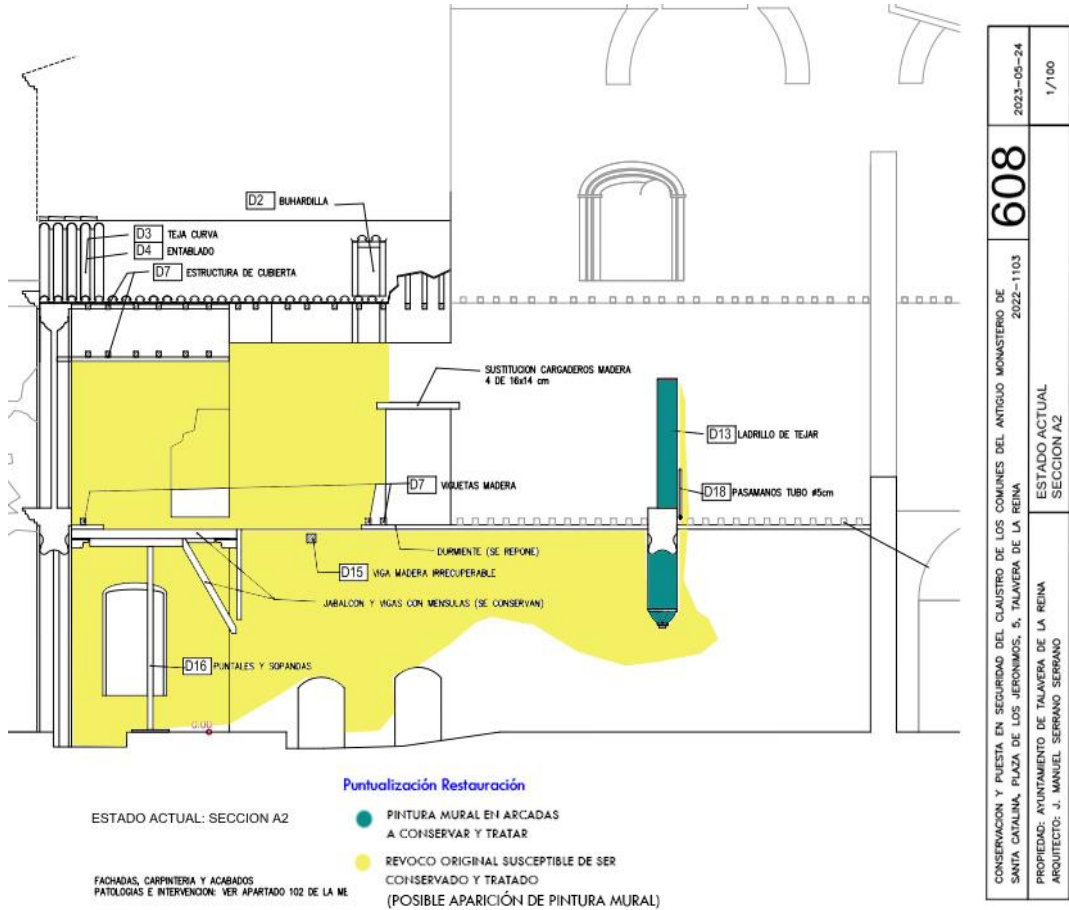 D2 BUHARDILLA
D3 TEJA CURVA
D4 ENTABLADO
D7 ESTRUCTURA DE CUBIERTA
SUSTITUCION CARGADEROS MADERA
4 DE 16x14 cm
D13 LADRILLO DE TEJAR
D7 VIGUETAS MADERA
D18 PASAMANOS TUBO ø5cm
DURMIENTE (SE REPONE)
D15 VIGA MADERA IRRECUPERABLE
JABALCON Y VIGAS CON MENSULAS (SE CONSERVAN)
D16 PUNTALES Y SOPANDAS
0.00
Puntualización Restauración
ESTADO ACTUAL: SECCION A2
PINTURA MURAL EN ARCADAS
A CONSERVAR Y TRATAR
REVOCO ORIGINAL SUSCEPTIBLE DE SER
CONSERVADO Y TRATADO
(POSIBLE APARICIÓN DE PINTURA MURAL)
FACHADAS, CARPINTERIA Y ACABADOS
PATOLOGIAS E INTERVENCION: VER APARTADO 102 DE LA ME
CONSERVACION Y PUESTA EN SEGURIDAD DEL CLAUSTRO DE LOS COMUNES DEL ANTIGUO MONASTERIO DE
SANTA CATALINA, PLAZA DE LOS JERONIMOS, 5, TALAVERA DE LA REINA 2022-1103
608
2023-05-24
PROPIEDAD: AYUNTAMIENTO DE TALAVERA DE LA REINA
ARQUITECTO: J. MANUEL SERRANO SERRANO
ESTADO ACTUAL
SECCION A2
1/100